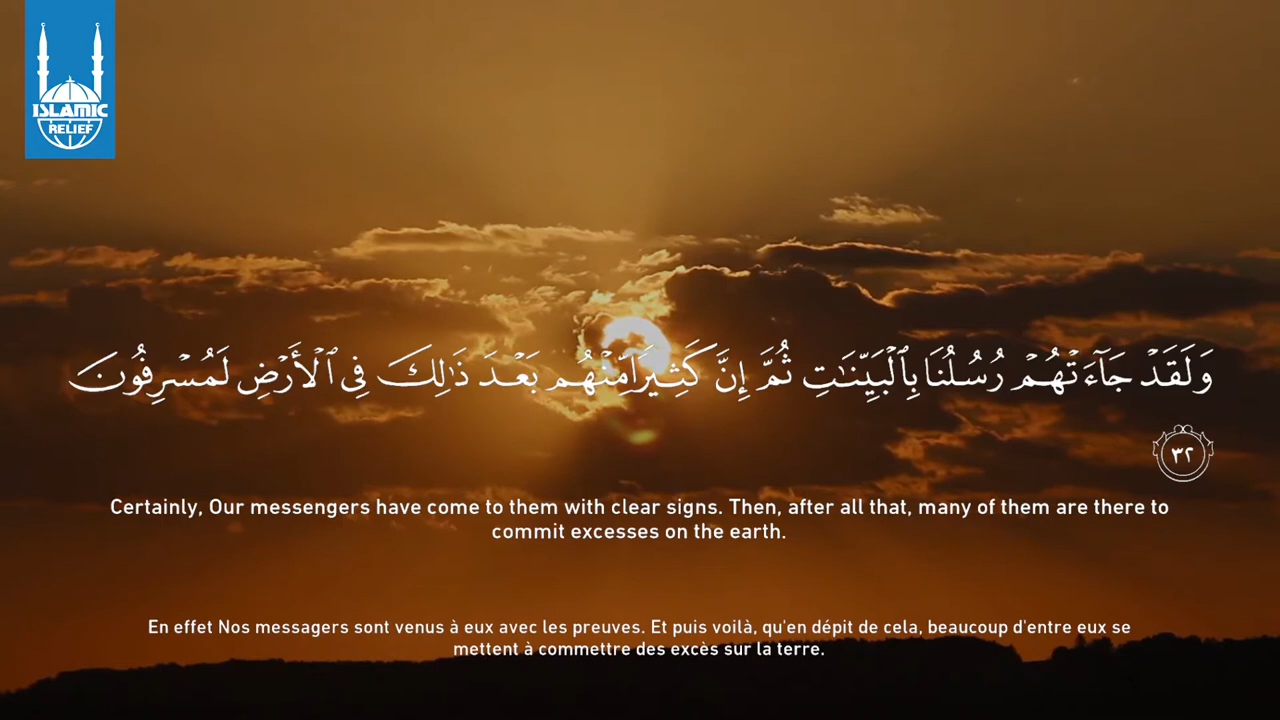 ISLAMIC
RELIEF
وَلَقَدْ جَآءَتْهُمْ رُسُلُنَا بِٱلْبَيِّنَٰتِ ثُمَّ إِنَّ كَثِيرًا مِّنْهُم بَعْدَ ذَٰلِكَ فِى ٱلْأَرْضِ لَمُسْرِفُونَ
٣٢
Certainly, Our messengers have come to them with clear signs. Then, after all that, many of them are there to
commit excesses on the earth.
En effet Nos messagers sont venus à eux avec les preuves. Et puis voilà, qu'en dépit de cela, beaucoup d'entre eux se
mettent à commettre des excès sur la terre.